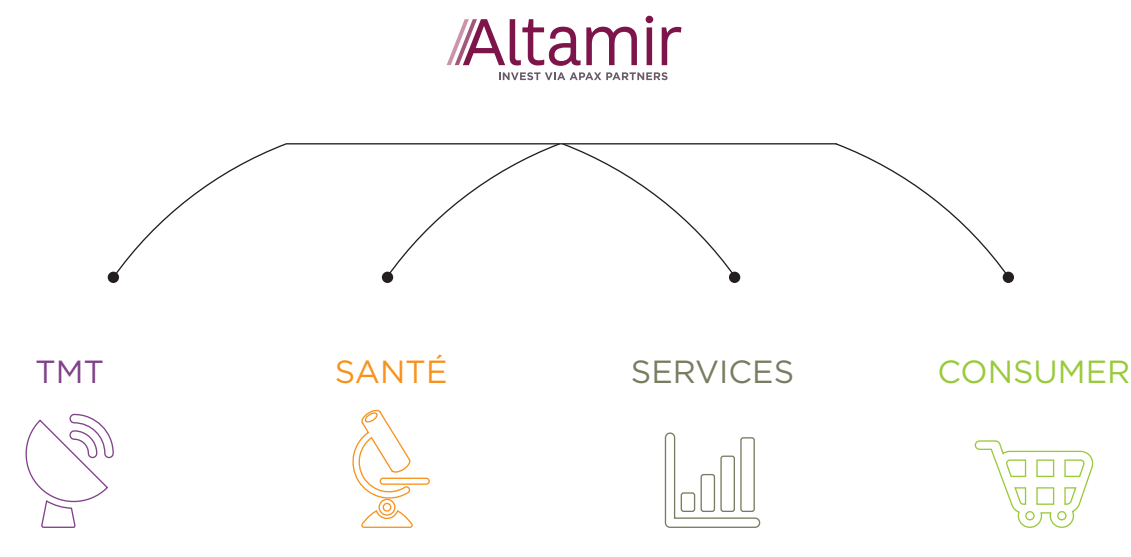 Altamir
INVEST VIA APAX PARTNERS
TMT
SANTÉ
SERVICES
CONSUMER